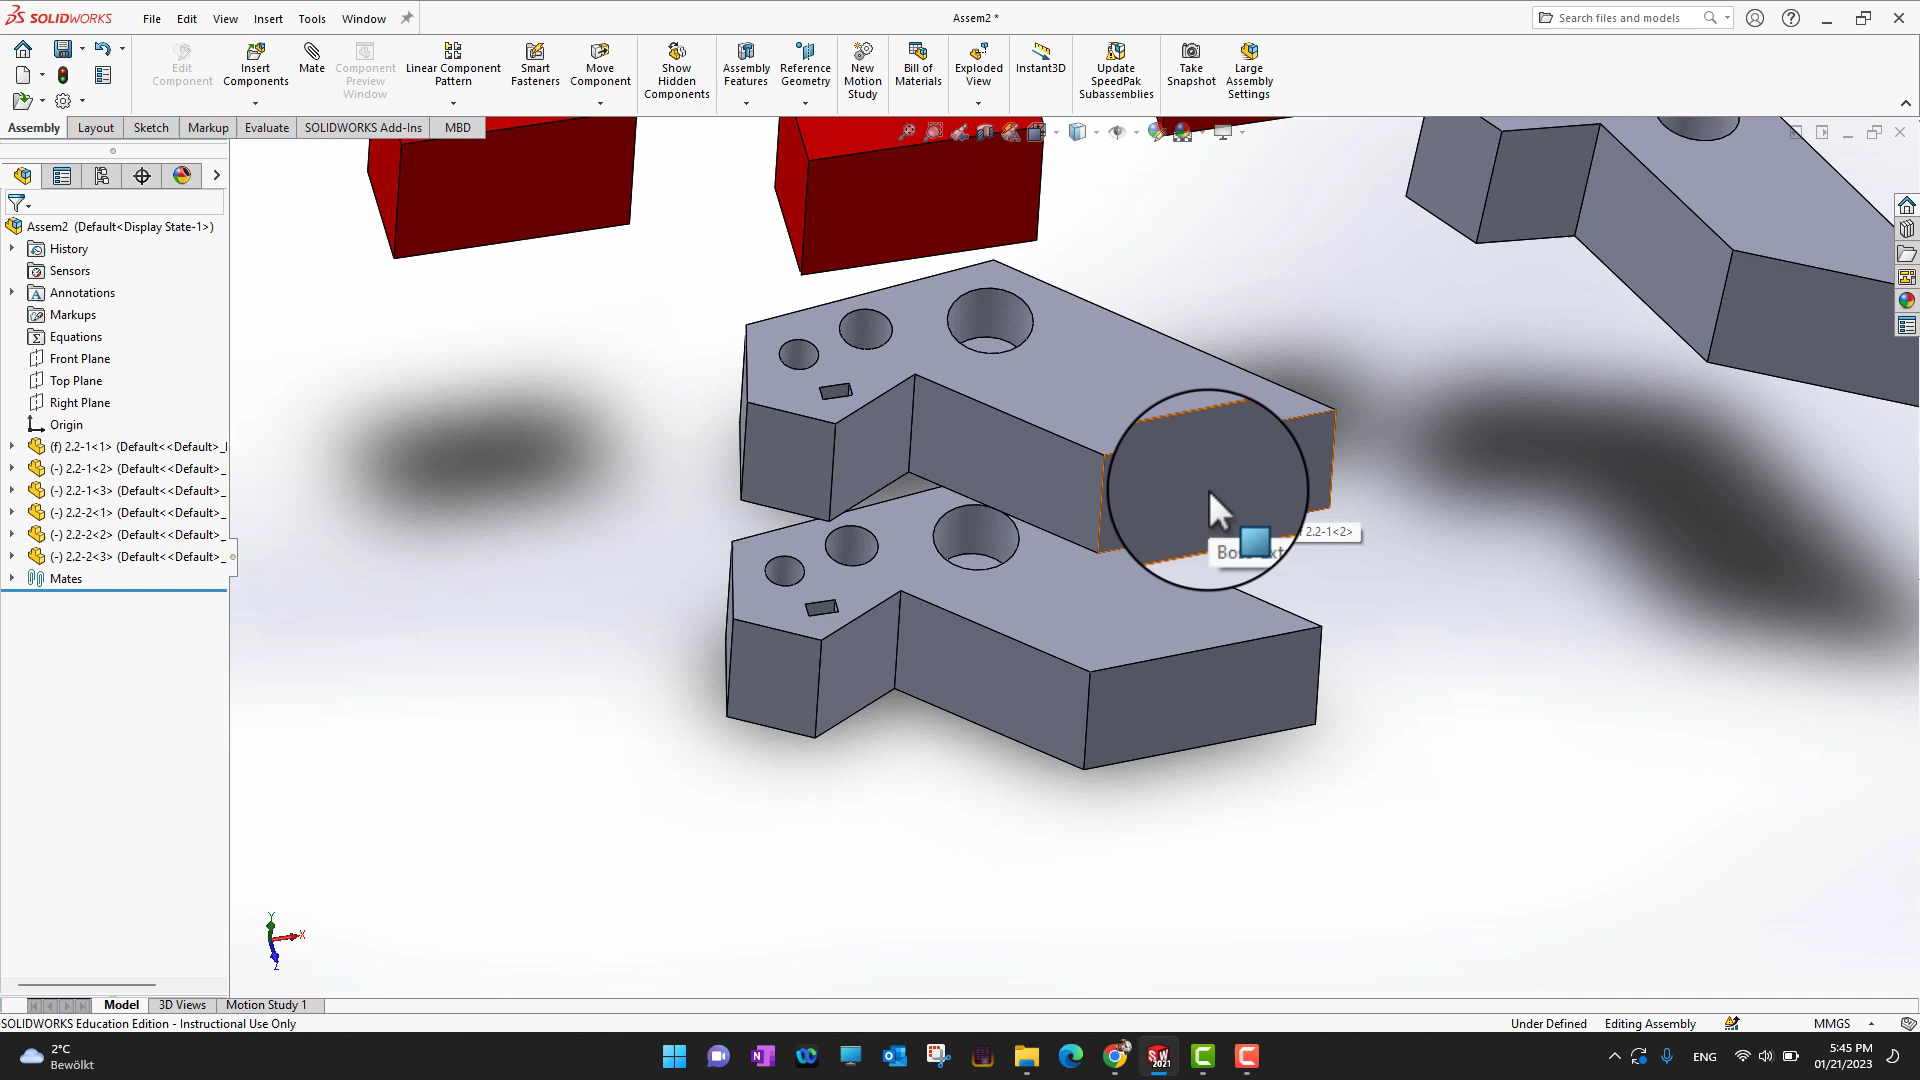 SOLIDWORKS File Edit View Insert Tools Window Assem2 * Search files and models
Edit Component
Insert Components
Mate
Component Preview Window
Linear Component Pattern
Smart Fasteners
Move Component
Show Hidden Components
Assembly Features
Reference Geometry
New Motion Study
Bill of Materials
Exploded View
Instant3D
Update SpeedPak Subassemblies
Take Snapshot
Large Assembly Settings
Assembly Layout Sketch Markup Evaluate SOLIDWORKS Add-Ins MBD
Assem2 (Default<Display State-1>)
History
Sensors
Annotations
Markups
Equations
Front Plane
Top Plane
Right Plane
Origin
(f) 2.2-1<1> (Default<<Default>_
(-) 2.2-1<2> (Default<<Default>_
(-) 2.2-1<3> (Default<<Default>_
(-) 2.2-2<1> (Default<<Default>_
(-) 2.2-2<2> (Default<<Default>_
(-) 2.2-2<3> (Default<<Default>_
Mates
2.2-1<2>
Y
X
Z
Model 3D Views Motion Study 1
SOLIDWORKS Education Edition - Instructional Use Only Under Defined Editing Assembly MMGS
2°C
Bewölkt
SW
2021
ENG
5:45 PM
01/21/2023